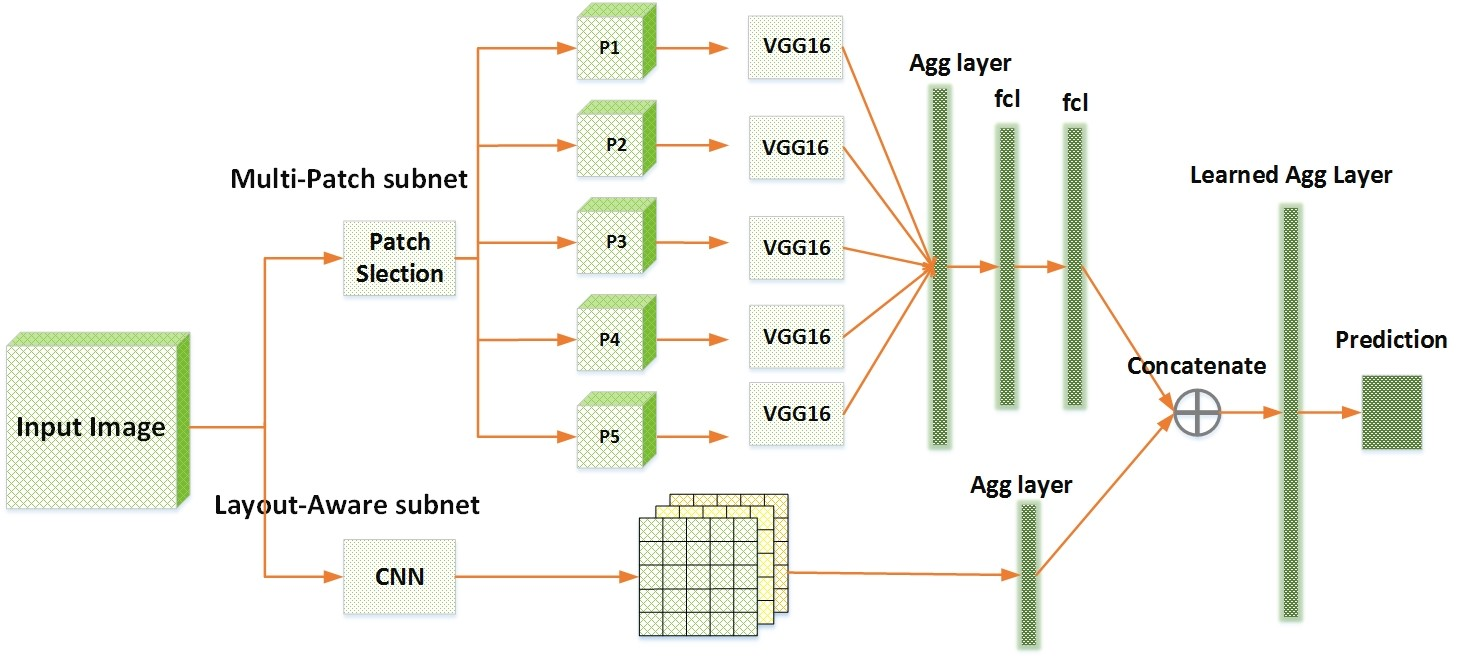 P1
VGG16
P2
VGG16
P3
VGG16
P4
VGG16
P5
VGG16
Multi-Patch subnet
Patch
Slection
Agg layer
fcl
fcl
Learned Agg Layer
Prediction
Concatenate
Input Image
Layout-Aware subnet
CNN
Agg layer